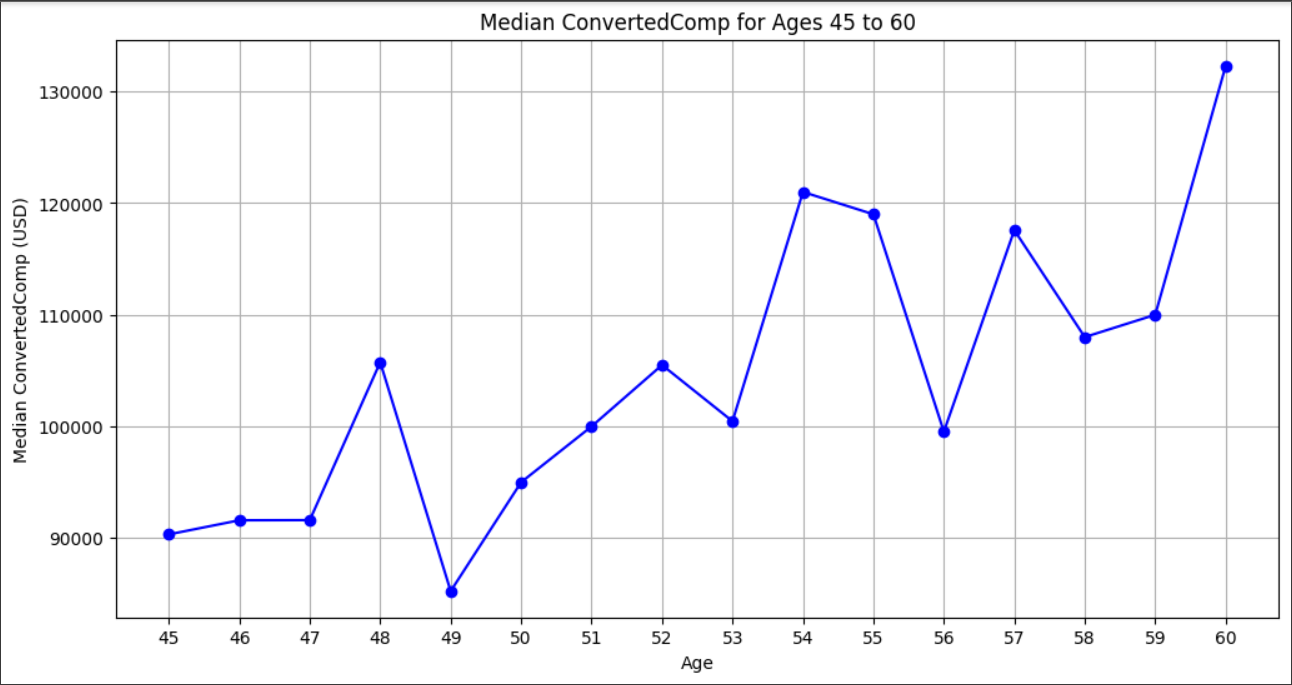 Median ConvertedComp for Ages 45 to 60
130000
120000
110000
100000
90000
Median ConvertedComp (USD)
45 46 47 48 49 50 51 52 53 54 55 56 57 58 59 60
Age